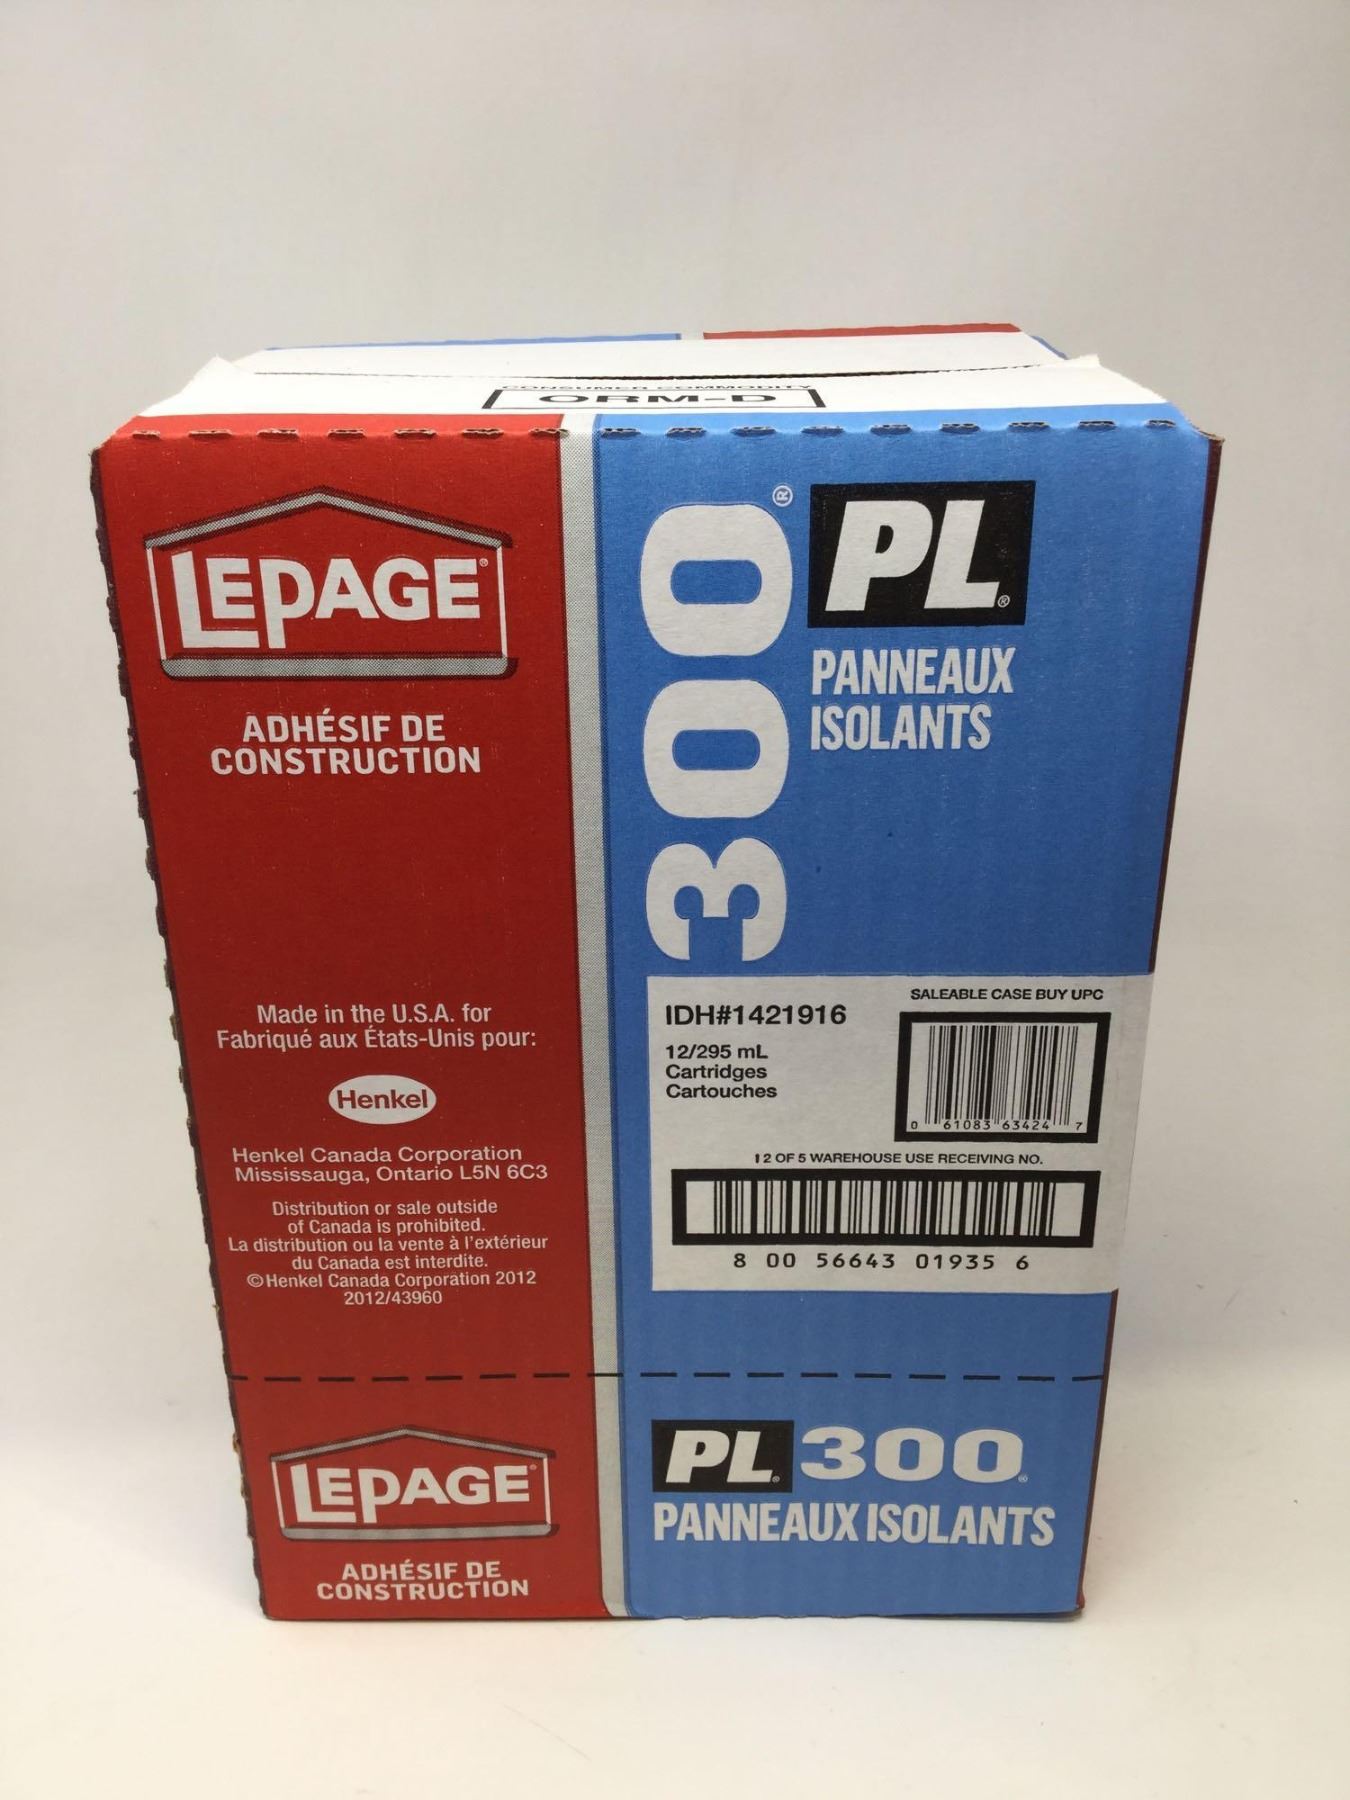 CONSUMER COMMODITY
ORM-D
LEPAGE®
ADHÉSIF DE
CONSTRUCTION
Made in the U.S.A. for
Fabriqué aux États-Unis pour:
Henkel
Henkel Canada Corporation
Mississauga, Ontario L5N 6C3
Distribution or sale outside
of Canada is prohibited.
La distribution ou la vente à l'extérieur
du Canada est interdite.
©Henkel Canada Corporation 2012
2012/43960
300®
PL®
PANNEAUX
ISOLANTS
IDH#1421916
12/295 mL
Cartridges
Cartouches
SALEABLE CASE BUY UPC
0 61083 63424 7
I 2 OF 5 WAREHOUSE USE RECEIVING NO.
8 00 56643 01935 6
LEPAGE®
ADHÉSIF DE
CONSTRUCTION
PL® 300®
PANNEAUX ISOLANTS